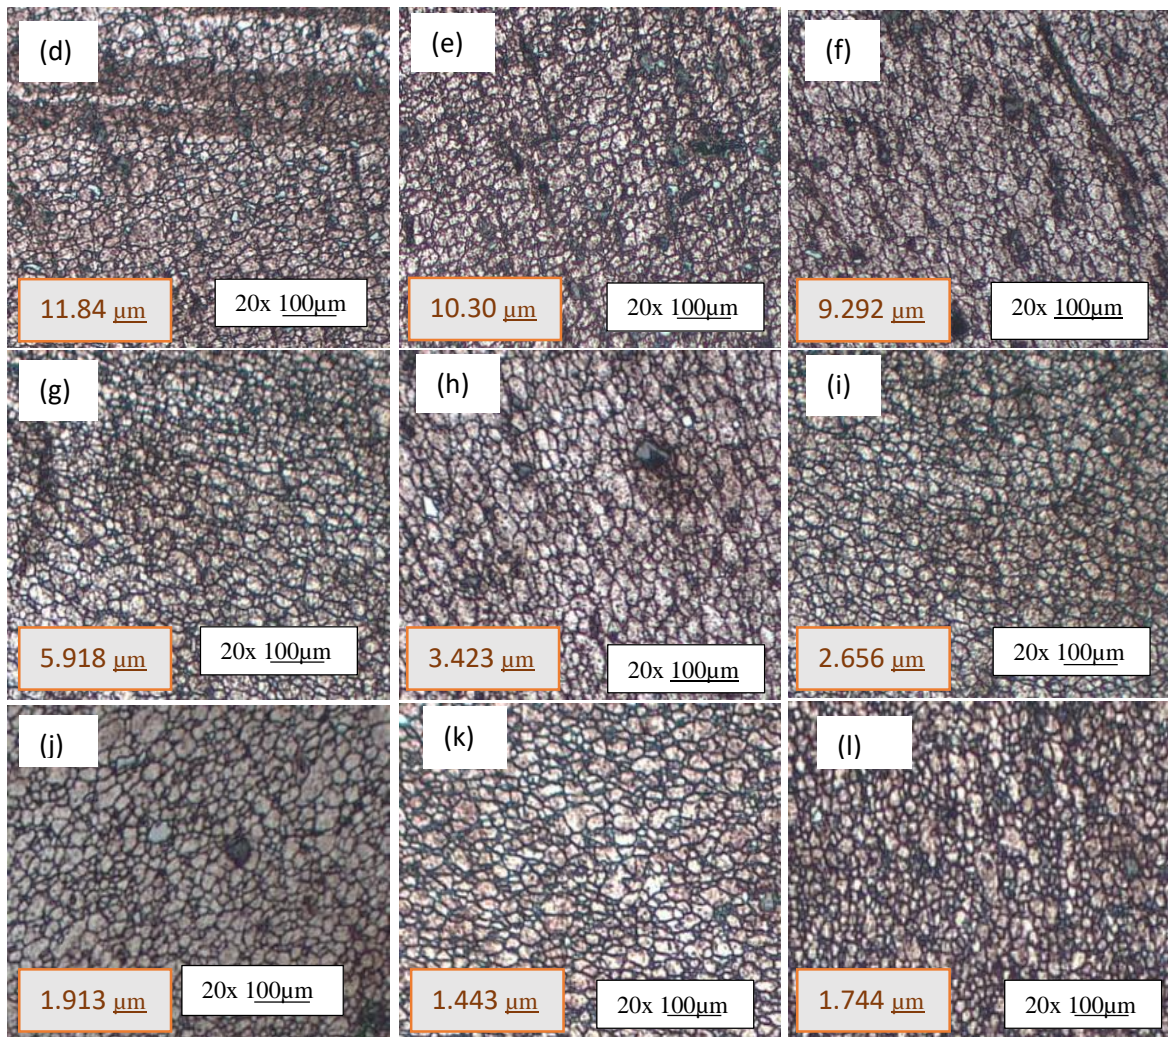 (d)
(e)
(f)
11.84 µm
20x 100µm
10.30 µm
20x 100µm
9.292 µm
20x 100µm
(g)
(h)
(i)
5.918 µm
20x 100µm
3.423 µm
20x 100µm
2.656 µm
20x 100µm
(j)
(k)
(l)
1.913 µm
20x 100µm
1.443 µm
20x 100µm
1.744 µm
20x 100µm